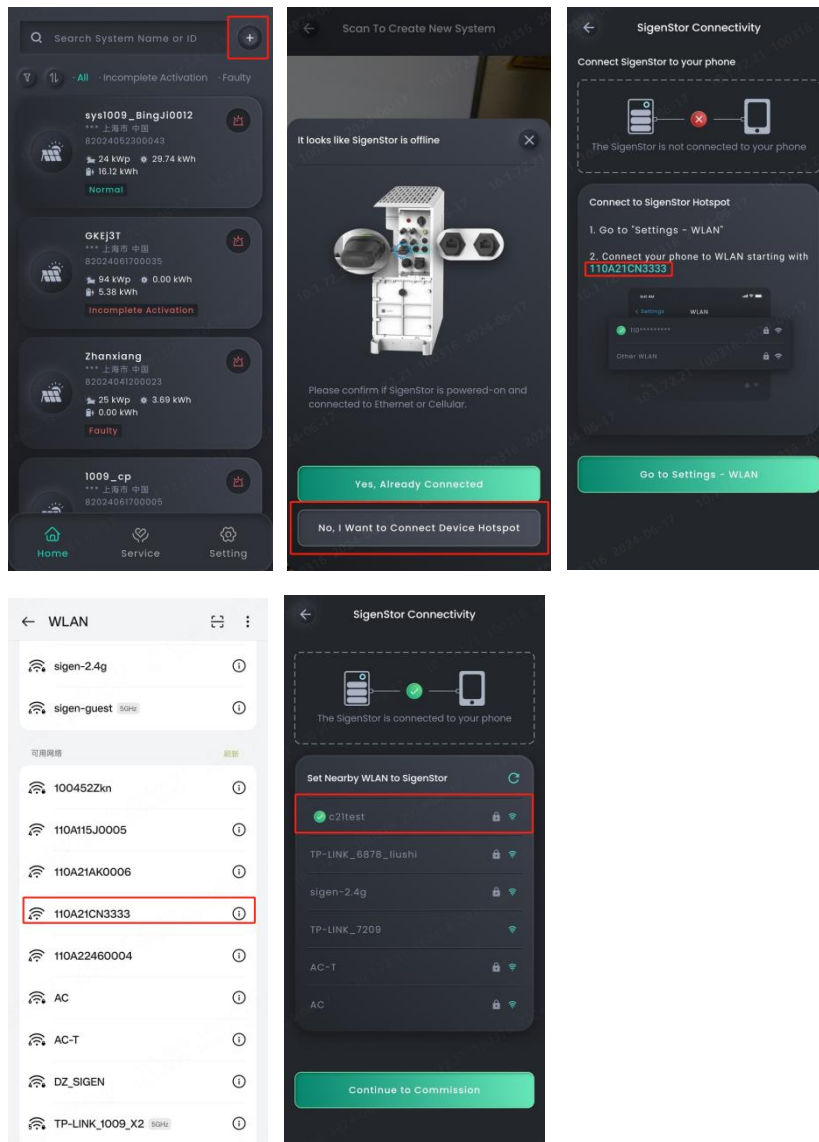 Search System Name or ID
+
All · Incomplete Activation · Faulty
sys1009_BingJi0012
*** 上海市 中国
82024052300043
24 kWp 29.74 kWh
16.12 kWh
Normal
GKEj3T
*** 上海市 中国
82024061700035
94 kWp 0.00 kWh
5.38 kWh
Incomplete Activation
Zhanxiang
*** 上海市 中国
82024041200023
25 kWp 3.69 kWh
0.00 kWh
Faulty
1009_cp
*** 上海市 中国
82024061700005
Home Service Setting
Scan To Create New System
It looks like SigenStor is offline
Please confirm if SigenStor is powered-on and
connected to Ethernet or Cellular.
Yes, Already Connected
No, I Want to Connect Device Hotspot
SigenStor Connectivity
Connect SigenStor to your phone
The SigenStor is not connected to your phone
Connect to SigenStor Hotspot
1. Go to "Settings - WLAN"
2. Connect your phone to WLAN starting with
110A21CN3333
9:41 AM
< Settings WLAN
110*********
Other WLAN
Go to Settings - WLAN
WLAN
sigen-2.4g
sigen-guest 5GHz
可用网络 刷新
100452Zkn
110A115J0005
110A21AK0006
110A21CN3333
110A22460004
AC
AC-T
DZ_SIGEN
TP-LINK_1009_X2 5GHz
SigenStor Connectivity
The SigenStor is connected to your phone
Set Nearby WLAN to SigenStor
c21test
TP-LINK_6878_liushi
sigen-2.4g
TP-LINK_7209
AC-T
AC
Continue to Commission